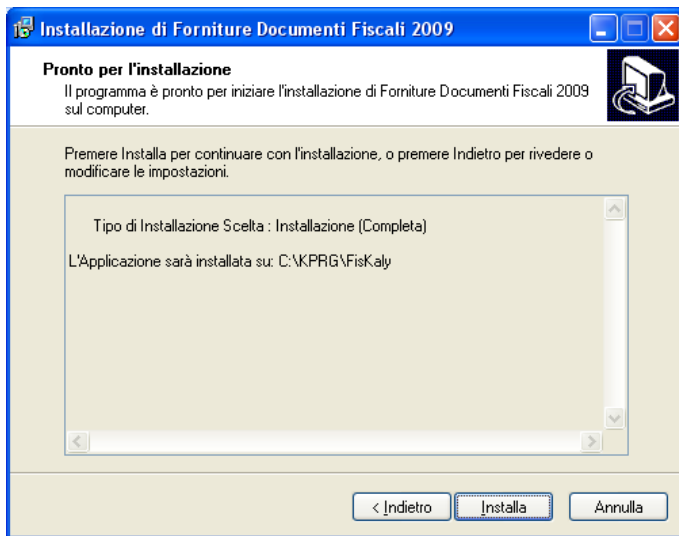 Installazione di Forniture Documenti Fiscali 2009
Pronto per l'installazione
Il programma è pronto per iniziare l'installazione di Forniture Documenti Fiscali 2009
sul computer.
Premere Installa per continuare con l'installazione, o premere Indietro per rivedere o
modificare le impostazioni.
Tipo di Installazione Scelta : Installazione (Completa)
L'Applicazione sarà installata su: C:\KPRG\FisKaly
< Indietro
Installa
Annulla